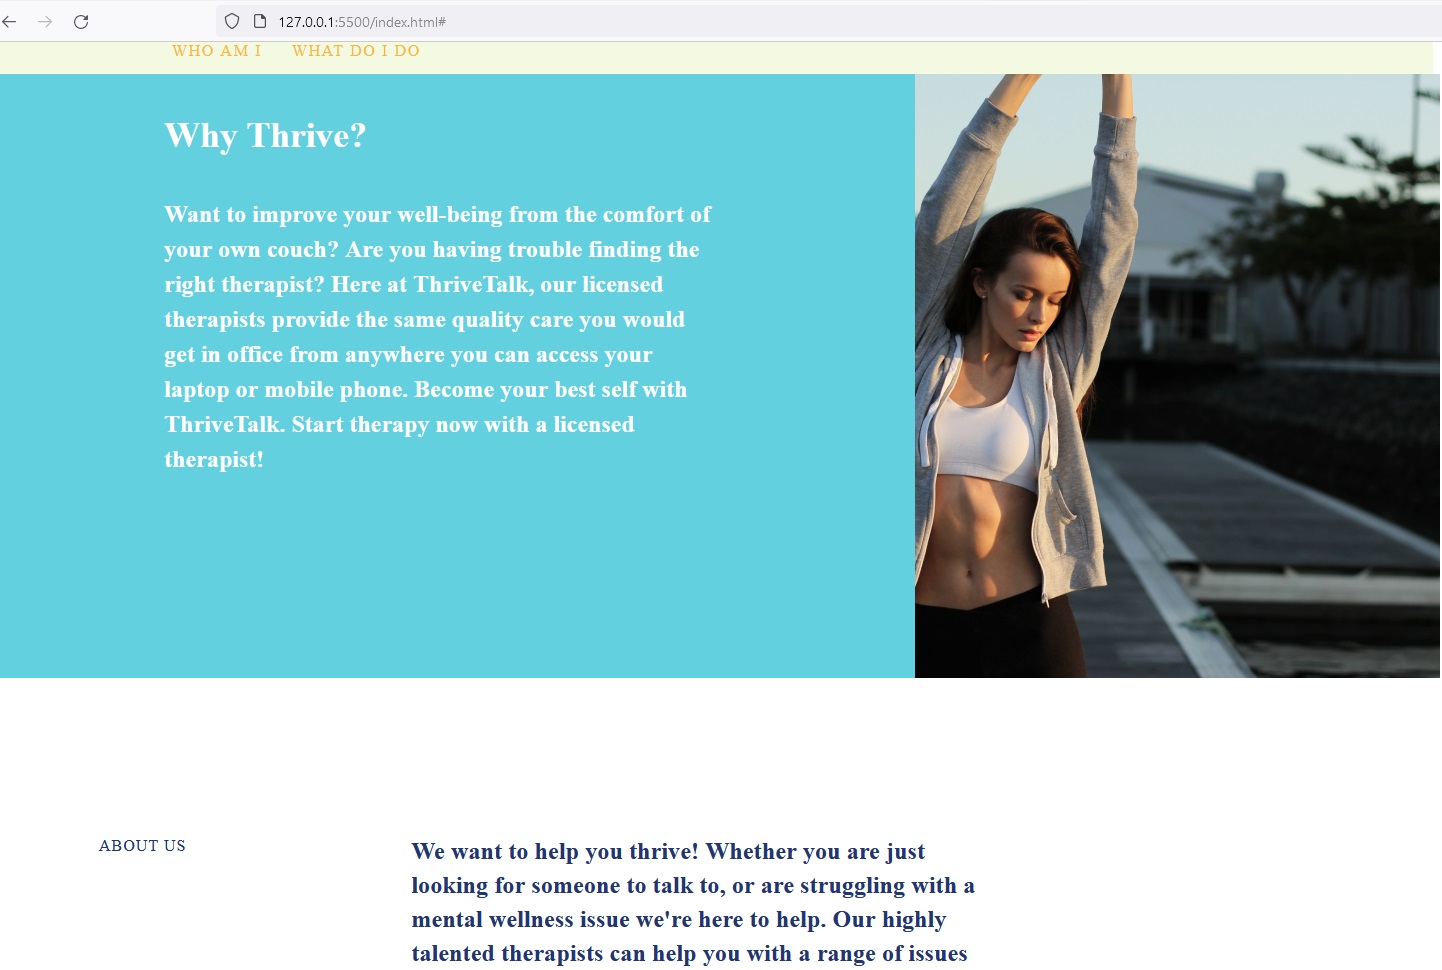 127.0.0.1:5500/index.html#
WHO AM I WHAT DO I DO
Why Thrive?
Want to improve your well-being from the comfort of
your own couch? Are you having trouble finding the
right therapist? Here at ThriveTalk, our licensed
therapists provide the same quality care you would
get in office from anywhere you can access your
laptop or mobile phone. Become your best self with
ThriveTalk. Start therapy now with a licensed
therapist!
ABOUT US
We want to help you thrive! Whether you are just
looking for someone to talk to, or are struggling with a
mental wellness issue we're here to help. Our highly
talented therapists can help you with a range of issues